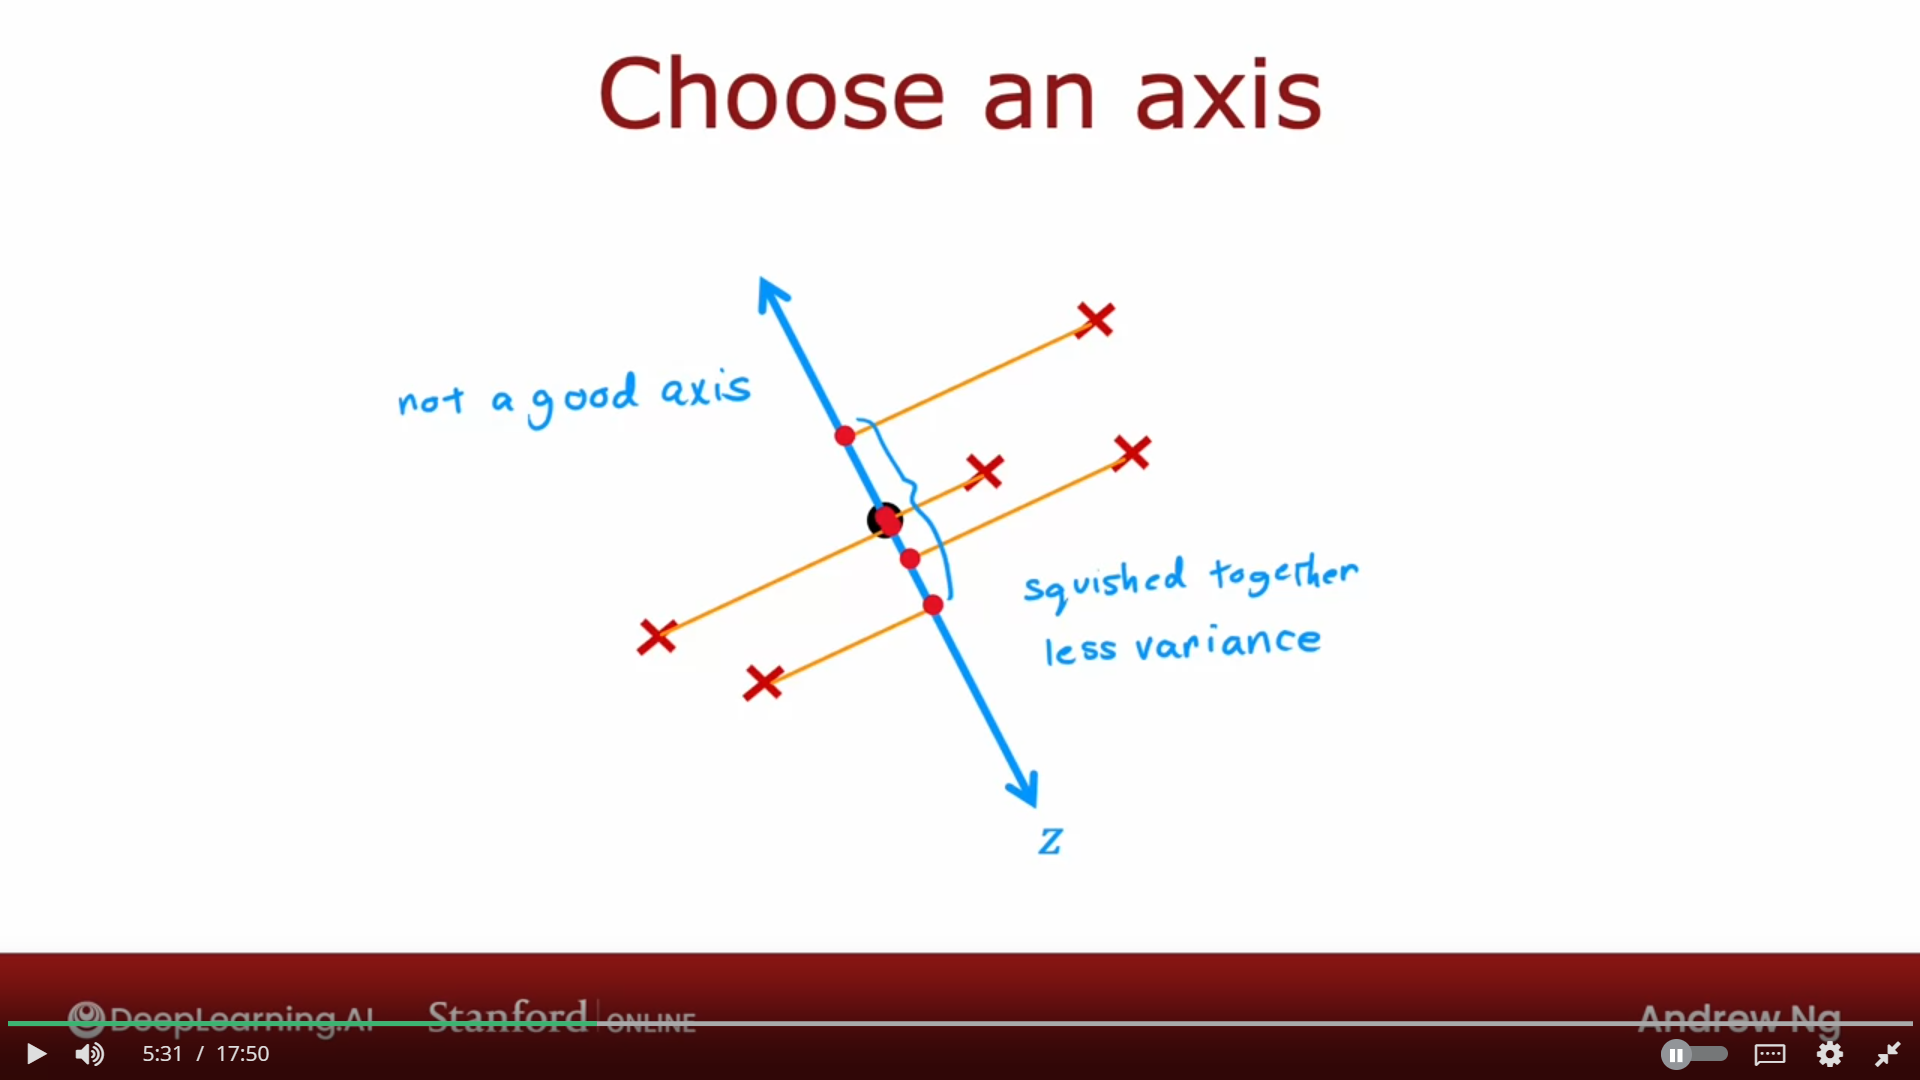 Choose an axis
not a good axis
squished together
less variance
z
DeepLearning.AI Stanford ONLINE Andrew Ng
5:31 / 17:50